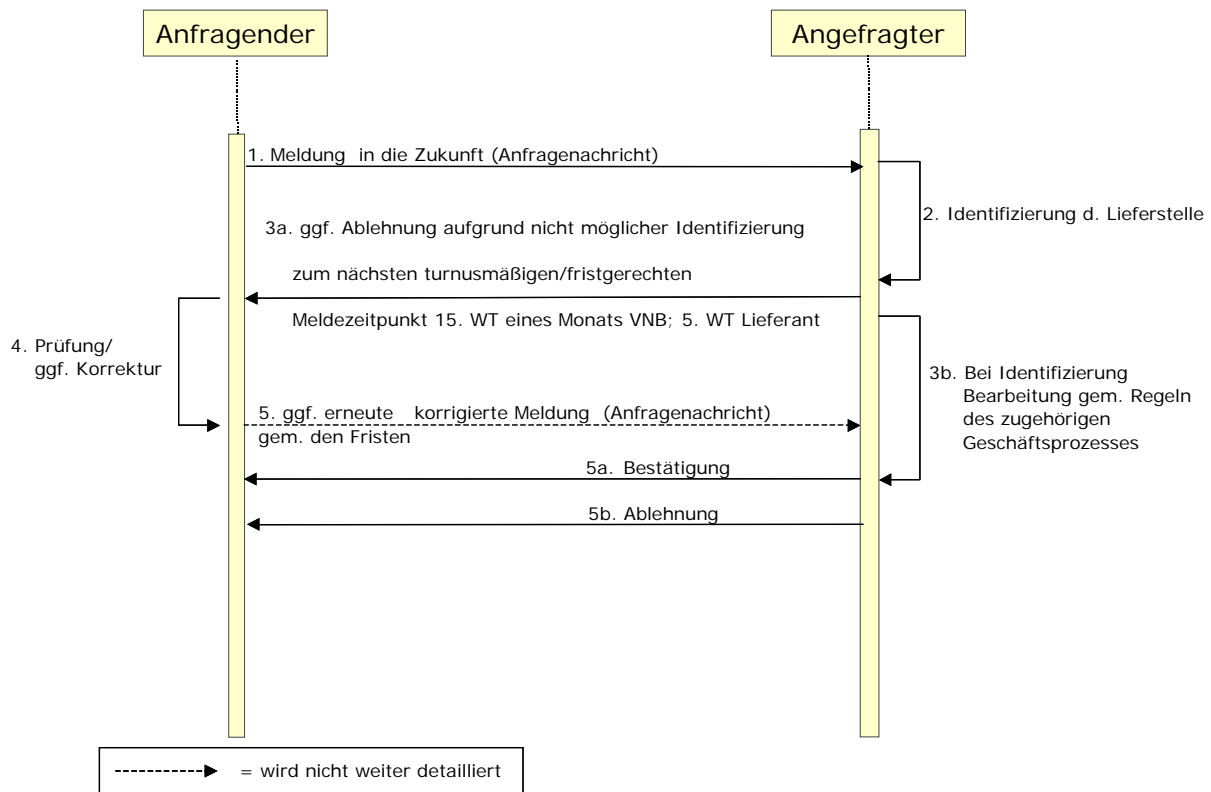 Anfragender
Angefragter
1. Meldung in die Zukunft (Anfragenachricht)
2. Identifizierung d. Lieferstelle
3a. ggf. Ablehnung aufgrund nicht möglicher Identifizierung
zum nächsten turnusmäßigen/fristgerechten
Meldezeitpunkt 15. WT eines Monats VNB; 5. WT Lieferant
4. Prüfung/
ggf. Korrektur
3b. Bei Identifizierung
Bearbeitung gem. Regeln
des zugehörigen
Geschäftsprozesses
5. ggf. erneute korrigierte Meldung (Anfragenachricht)
gem. den Fristen
5a. Bestätigung
5b. Ablehnung
= wird nicht weiter detailliert